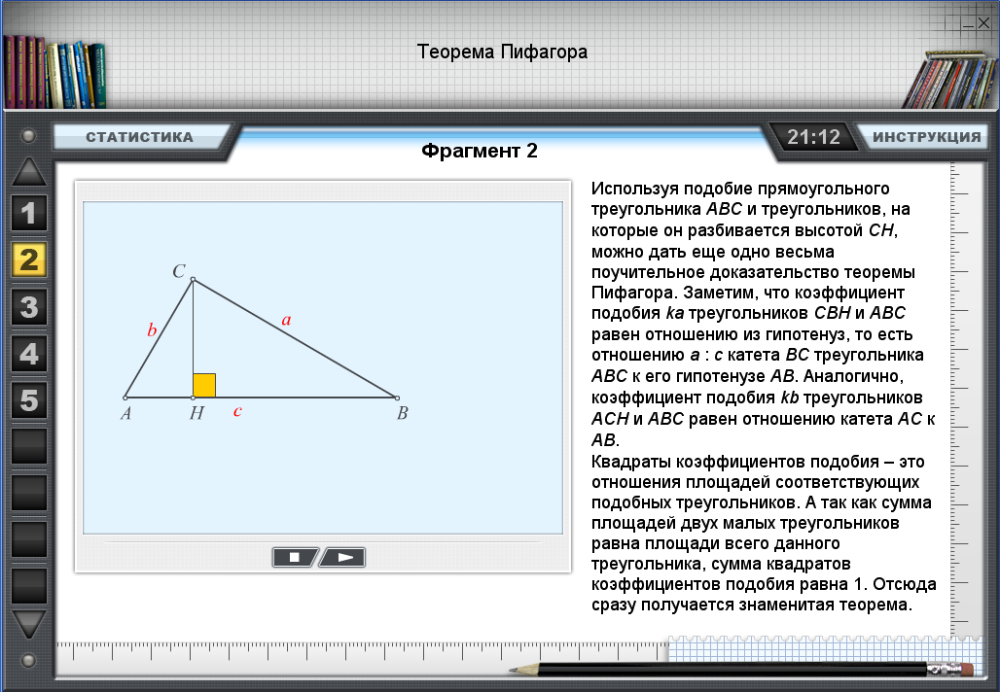 Теорема Пифагора
СТАТИСТИКА
21:12
ИНСТРУКЦИЯ
Фрагмент 2
1
2
3
4
5
C
b
a
A
H
c
B
Используя подобие прямоугольного
треугольника ABC и треугольников, на
которые он разбивается высотой CH,
можно дать еще одно весьма
поучительное доказательство теоремы
Пифагора. Заметим, что коэффициент
подобия ka треугольников CBH и ABC
равен отношению из гипотенуз, то есть
отношению a : c катета BC треугольника
ABC к его гипотенузе AB. Аналогично,
коэффициент подобия kb треугольников
ACH и ABC равен отношению катета AC к
AB.
Квадраты коэффициентов подобия – это
отношения площадей соответствующих
подобных треугольников. А так как сумма
площадей двух малых треугольников
равна площади всего данного
треугольника, сумма квадратов
коэффициентов подобия равна 1. Отсюда
сразу получается знаменитая теорема.